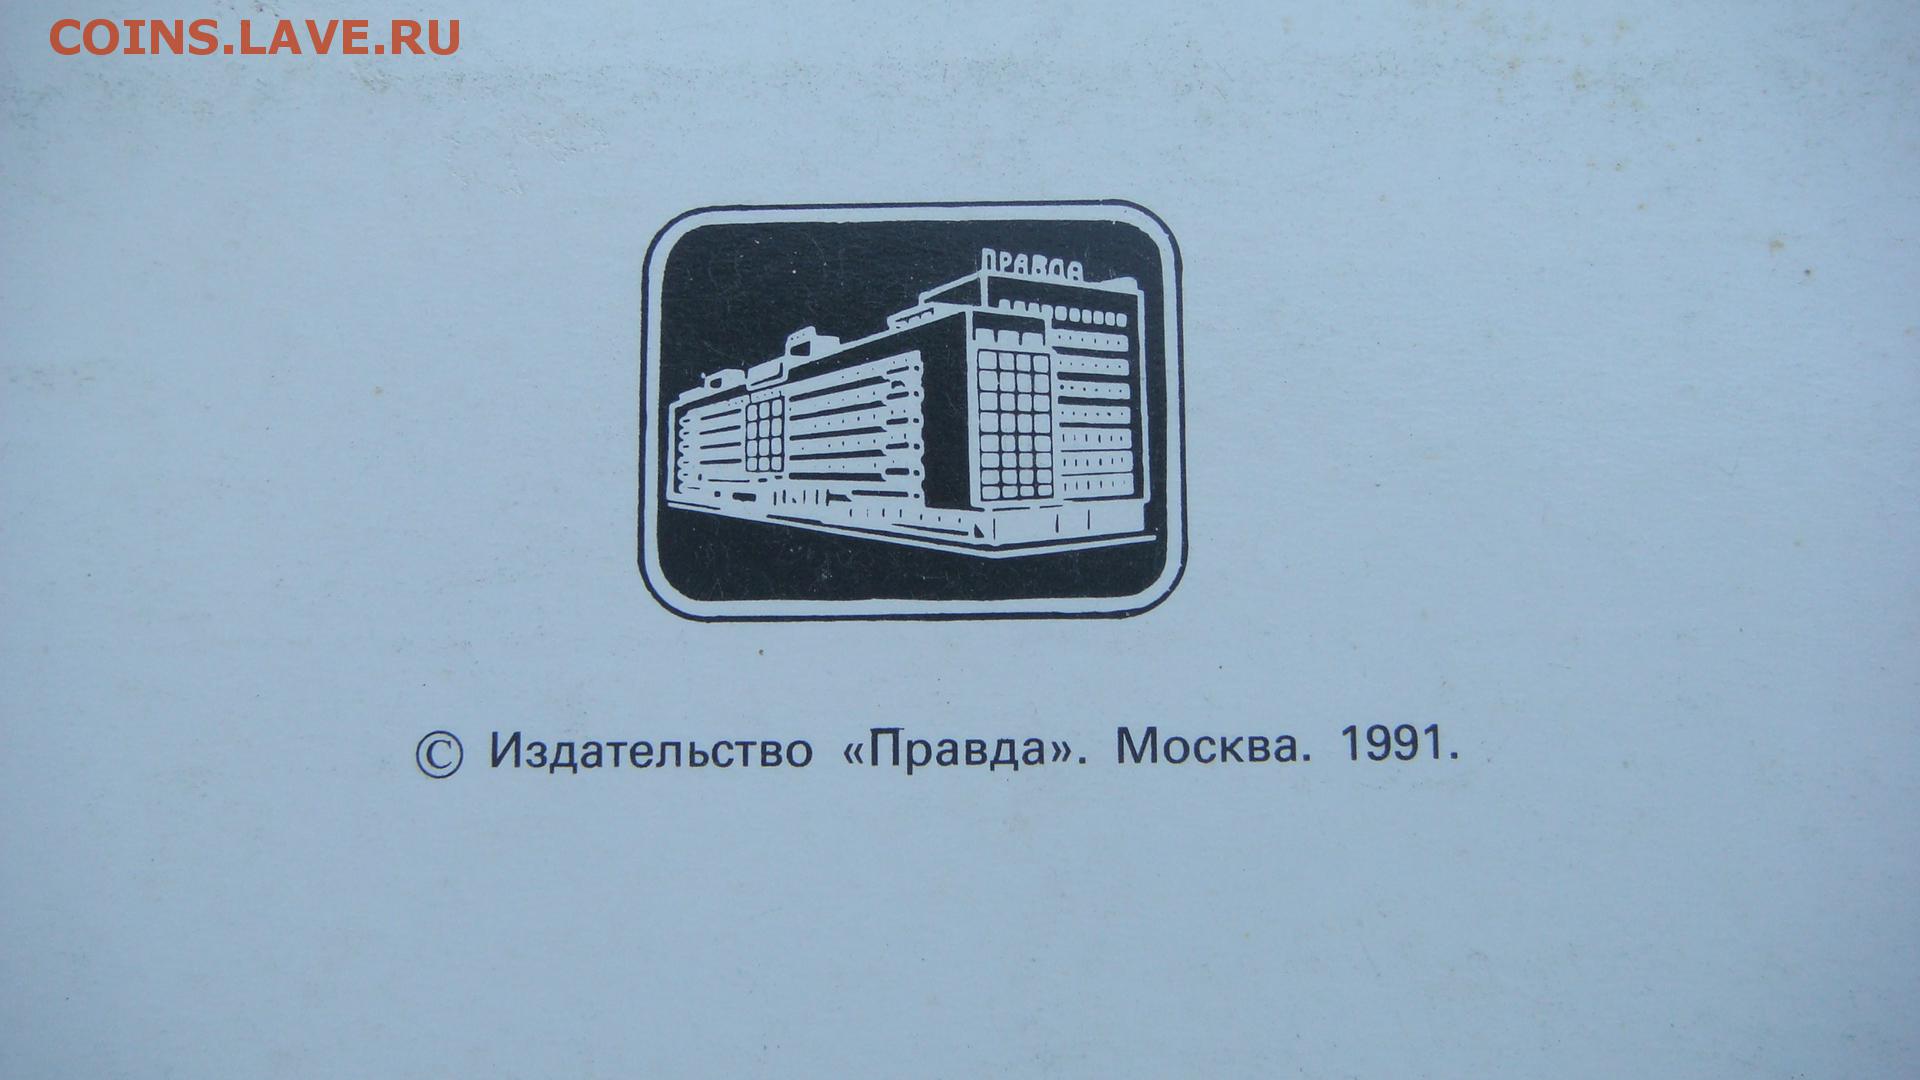 COINS.LAVE.RU
ПРАВДА
© Издательство «Правда». Москва. 1991.